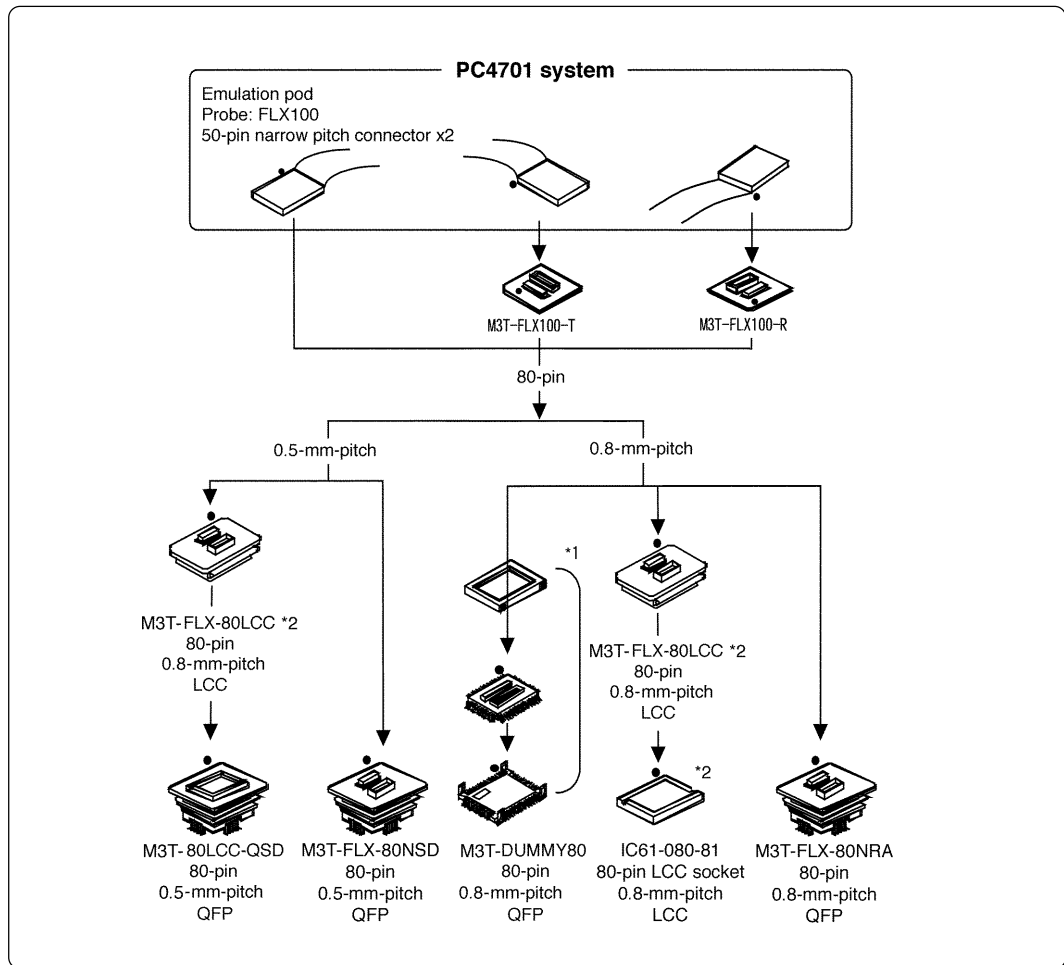 PC4701 system
Emulation pod
Probe: FLX100
50-pin narrow pitch connector x2
M3T-FLX100-T
M3T-FLX100-R
80-pin
0.5-mm-pitch
0.8-mm-pitch
*1
M3T-FLX-80LCC *2
80-pin
0.8-mm-pitch
LCC
M3T-FLX-80LCC *2
80-pin
0.8-mm-pitch
LCC
*2
M3T-80LCC-QSD
80-pin
0.5-mm-pitch
QFP
M3T-FLX-80NSD
80-pin
0.5-mm-pitch
QFP
M3T-DUMMY80
80-pin
0.8-mm-pitch
QFP
IC61-080-81
80-pin LCC socket
0.8-mm-pitch
LCC
M3T-FLX-80NRA
80-pin
0.8-mm-pitch
QFP